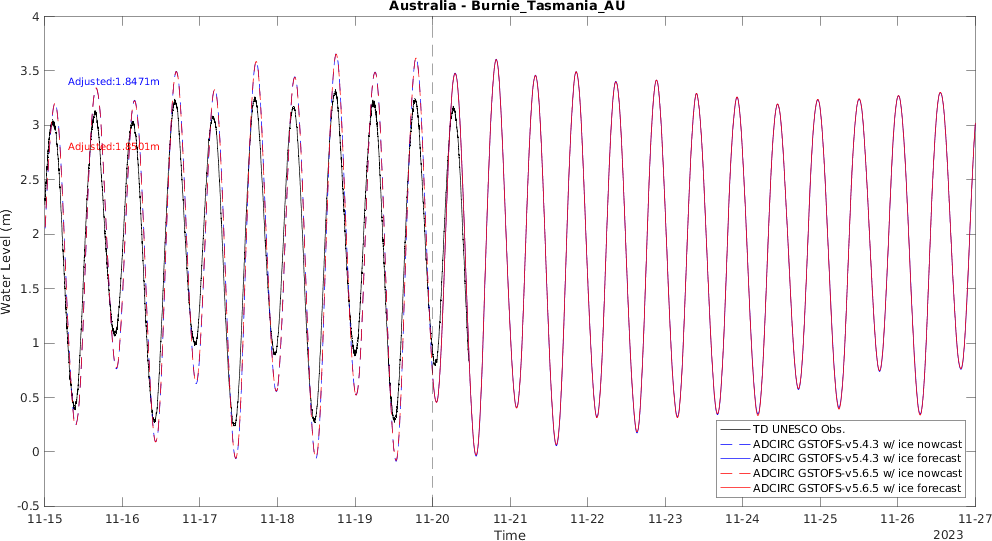 Australia - Burnie_Tasmania_AU
4
3.5
3
2.5
2
1.5
1
0.5
0
-0.5
Water Level (m)
Adjusted:1.8471m
Adjusted:1.8501m
TD UNESCO Obs.
ADCIRC GSTOFS-v5.4.3 w/ ice nowcast
ADCIRC GSTOFS-v5.4.3 w/ ice forecast
ADCIRC GSTOFS-v5.6.5 w/ ice nowcast
ADCIRC GSTOFS-v5.6.5 w/ ice forecast
11-15 11-16 11-17 11-18 11-19 11-20 11-21 11-22 11-23 11-24 11-25 11-26 11-27
Time
2023